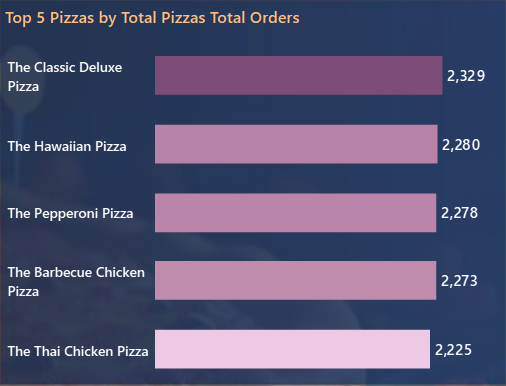 Top 5 Pizzas by Total Pizzas Total Orders
The Classic Deluxe
Pizza
2,329
The Hawaiian Pizza
2,280
The Pepperoni Pizza
2,278
The Barbecue Chicken
Pizza
2,273
The Thai Chicken Pizza
2,225